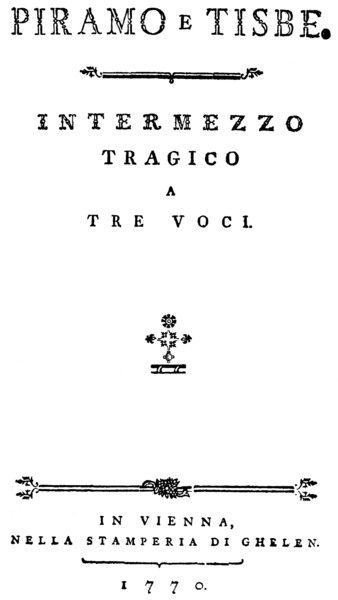 PIRAMO E TISBE.
INTERMEZZO
TRAGICO
A
TRE VOCI.
IN VIENNA,
NELLA STAMPERIA DI GHELEN.
1770.